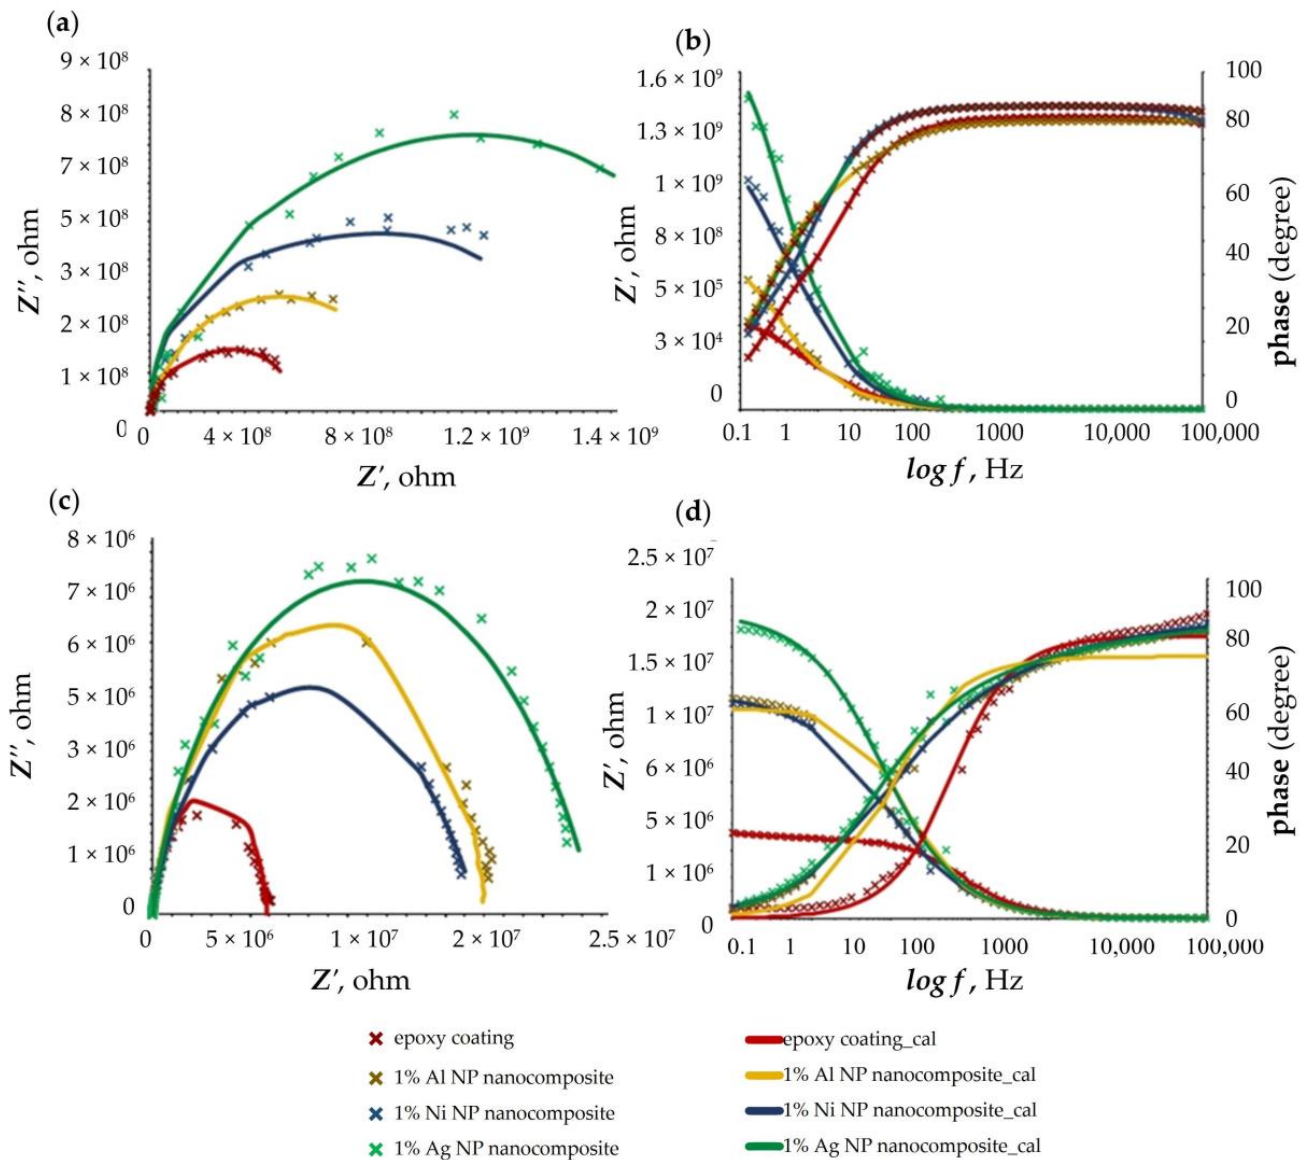 (a)
9 × 10⁸
8 × 10⁸
7 × 10⁸
5 × 10⁸
3 × 10⁸
2 × 10⁸
1 × 10⁸
0
Z″, ohm
0 4 × 10⁸ 8 × 10⁸ 1.2 × 10⁹ 1.4 × 10⁹
Z′, ohm
(b)
1.6 × 10⁹
1.3 × 10⁹
1 × 10⁹
8 × 10⁸
5 × 10⁵
3 × 10⁴
0
Z′, ohm
100
80
60
40
20
0
phase (degree)
0.1 1 10 100 1000 10,000 100,000
log f, Hz
(c)
8 × 10⁶
7 × 10⁶
6 × 10⁶
5 × 10⁶
3 × 10⁶
2 × 10⁶
1 × 10⁶
0
Z″, ohm
0 5 × 10⁶ 1 × 10⁷ 2 × 10⁷ 2.5 × 10⁷
Z′, ohm
(d)
2.5 × 10⁷
2 × 10⁷
1.5 × 10⁷
1 × 10⁷
6 × 10⁶
5 × 10⁶
1 × 10⁶
0
Z′, ohm
100
80
60
40
20
0
phase (degree)
0.1 1 10 100 1000 10,000 100,000
log f, Hz
epoxy coating
1% Al NP nanocomposite
1% Ni NP nanocomposite
1% Ag NP nanocomposite
epoxy coating_cal
1% Al NP nanocomposite_cal
1% Ni NP nanocomposite_cal
1% Ag NP nanocomposite_cal